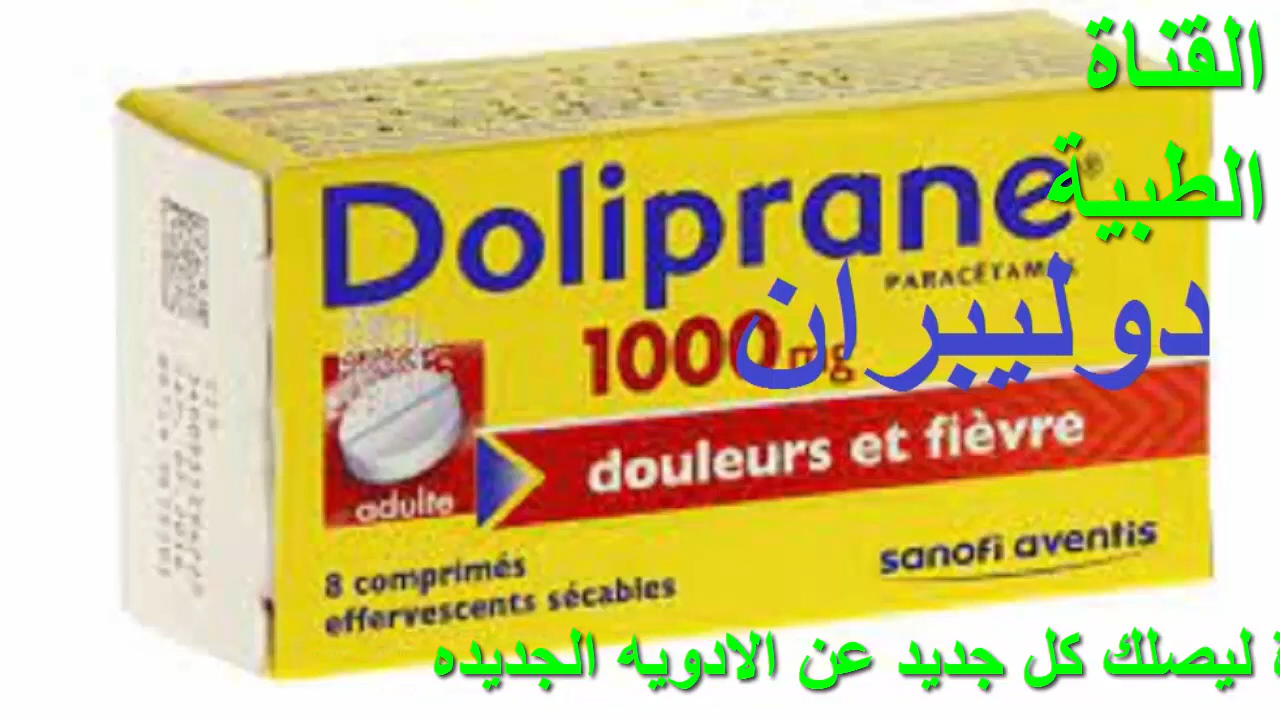 القناة
الطبية
Doliprane®
PARACÉTAMOL
دوليبران
1000 mg
douleurs et fièvre
adulte
sanofi aventis
8 comprimés
effervescents sécables
ة ليصلك كل جديد عن الادويه الجديده